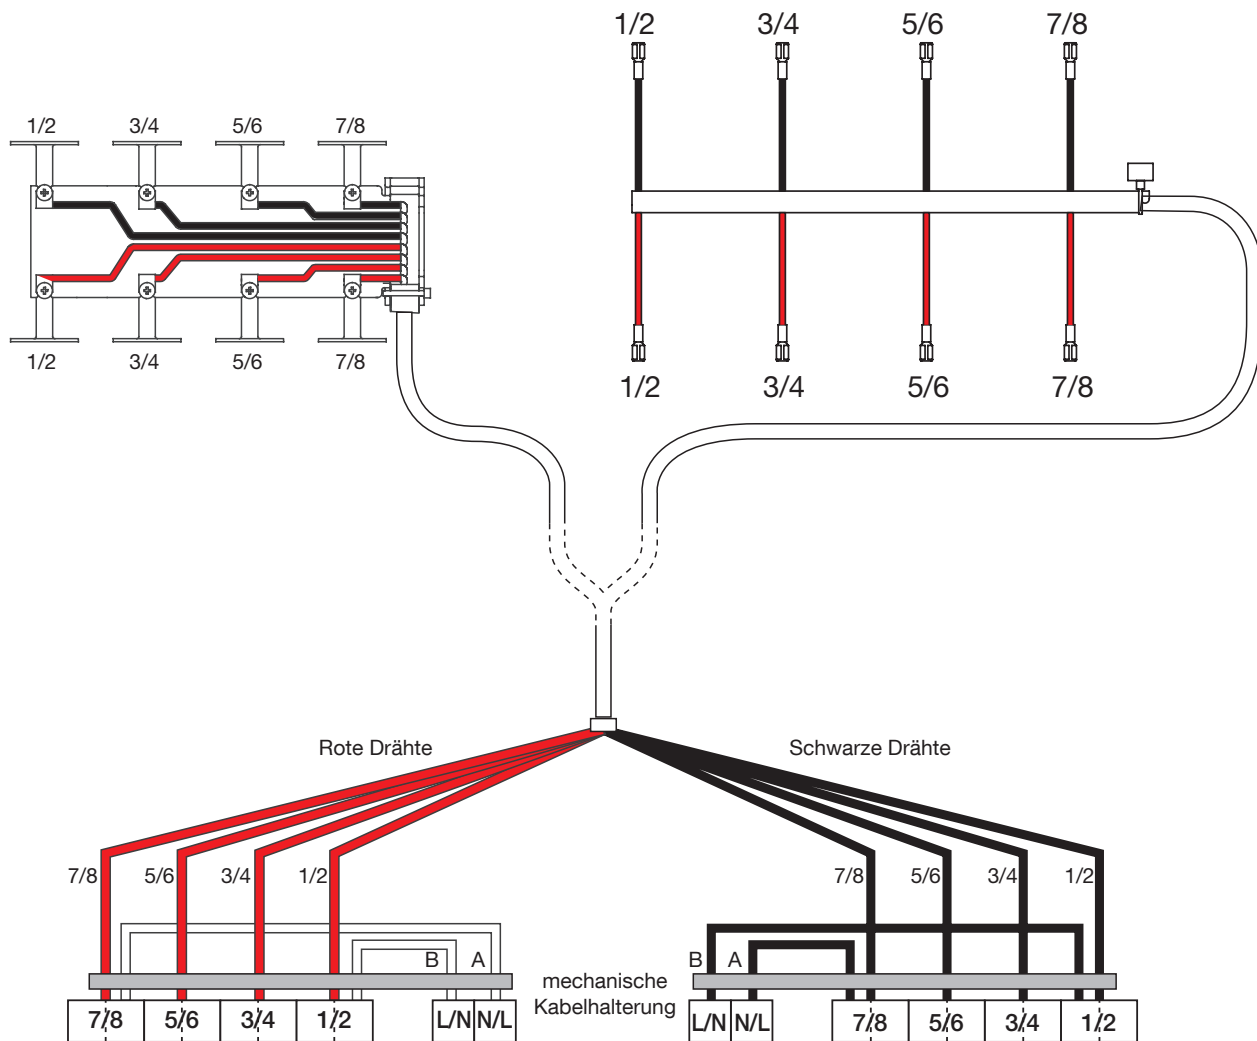 1/2 3/4 5/6 7/8
1/2 3/4 5/6 7/8
1/2 3/4 5/6 7/8
1/2 3/4 5/6 7/8
Rote Drähte
Schwarze Drähte
7/8 5/6 3/4 1/2
7/8 5/6 3/4 1/2
B A
B A
mechanische
Kabelhalterung
7/8 5/6 3/4 1/2 L/N N/L
L/N N/L 7/8 5/6 3/4 1/2